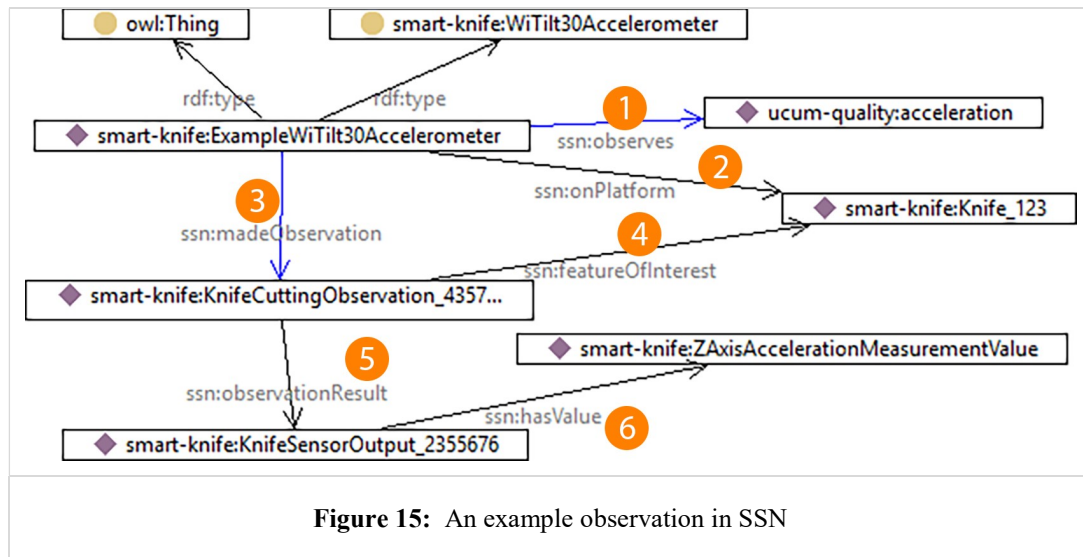 owl:Thing
smart-knife:WiTilt30Accelerometer
rdf:type
rdf:type
smart-knife:ExampleWiTilt30Accelerometer
1
ssn:observes
ucum-quality:acceleration
2
ssn:onPlatform
smart-knife:Knife_123
3
ssn:madeObservation
4
ssn:featureOfInterest
smart-knife:KnifeCuttingObservation_4357...
5
ssn:observationResult
smart-knife:ZAxisAccelerationMeasurementValue
ssn:hasValue
6
smart-knife:KnifeSensorOutput_2355676
Figure 15: An example observation in SSN